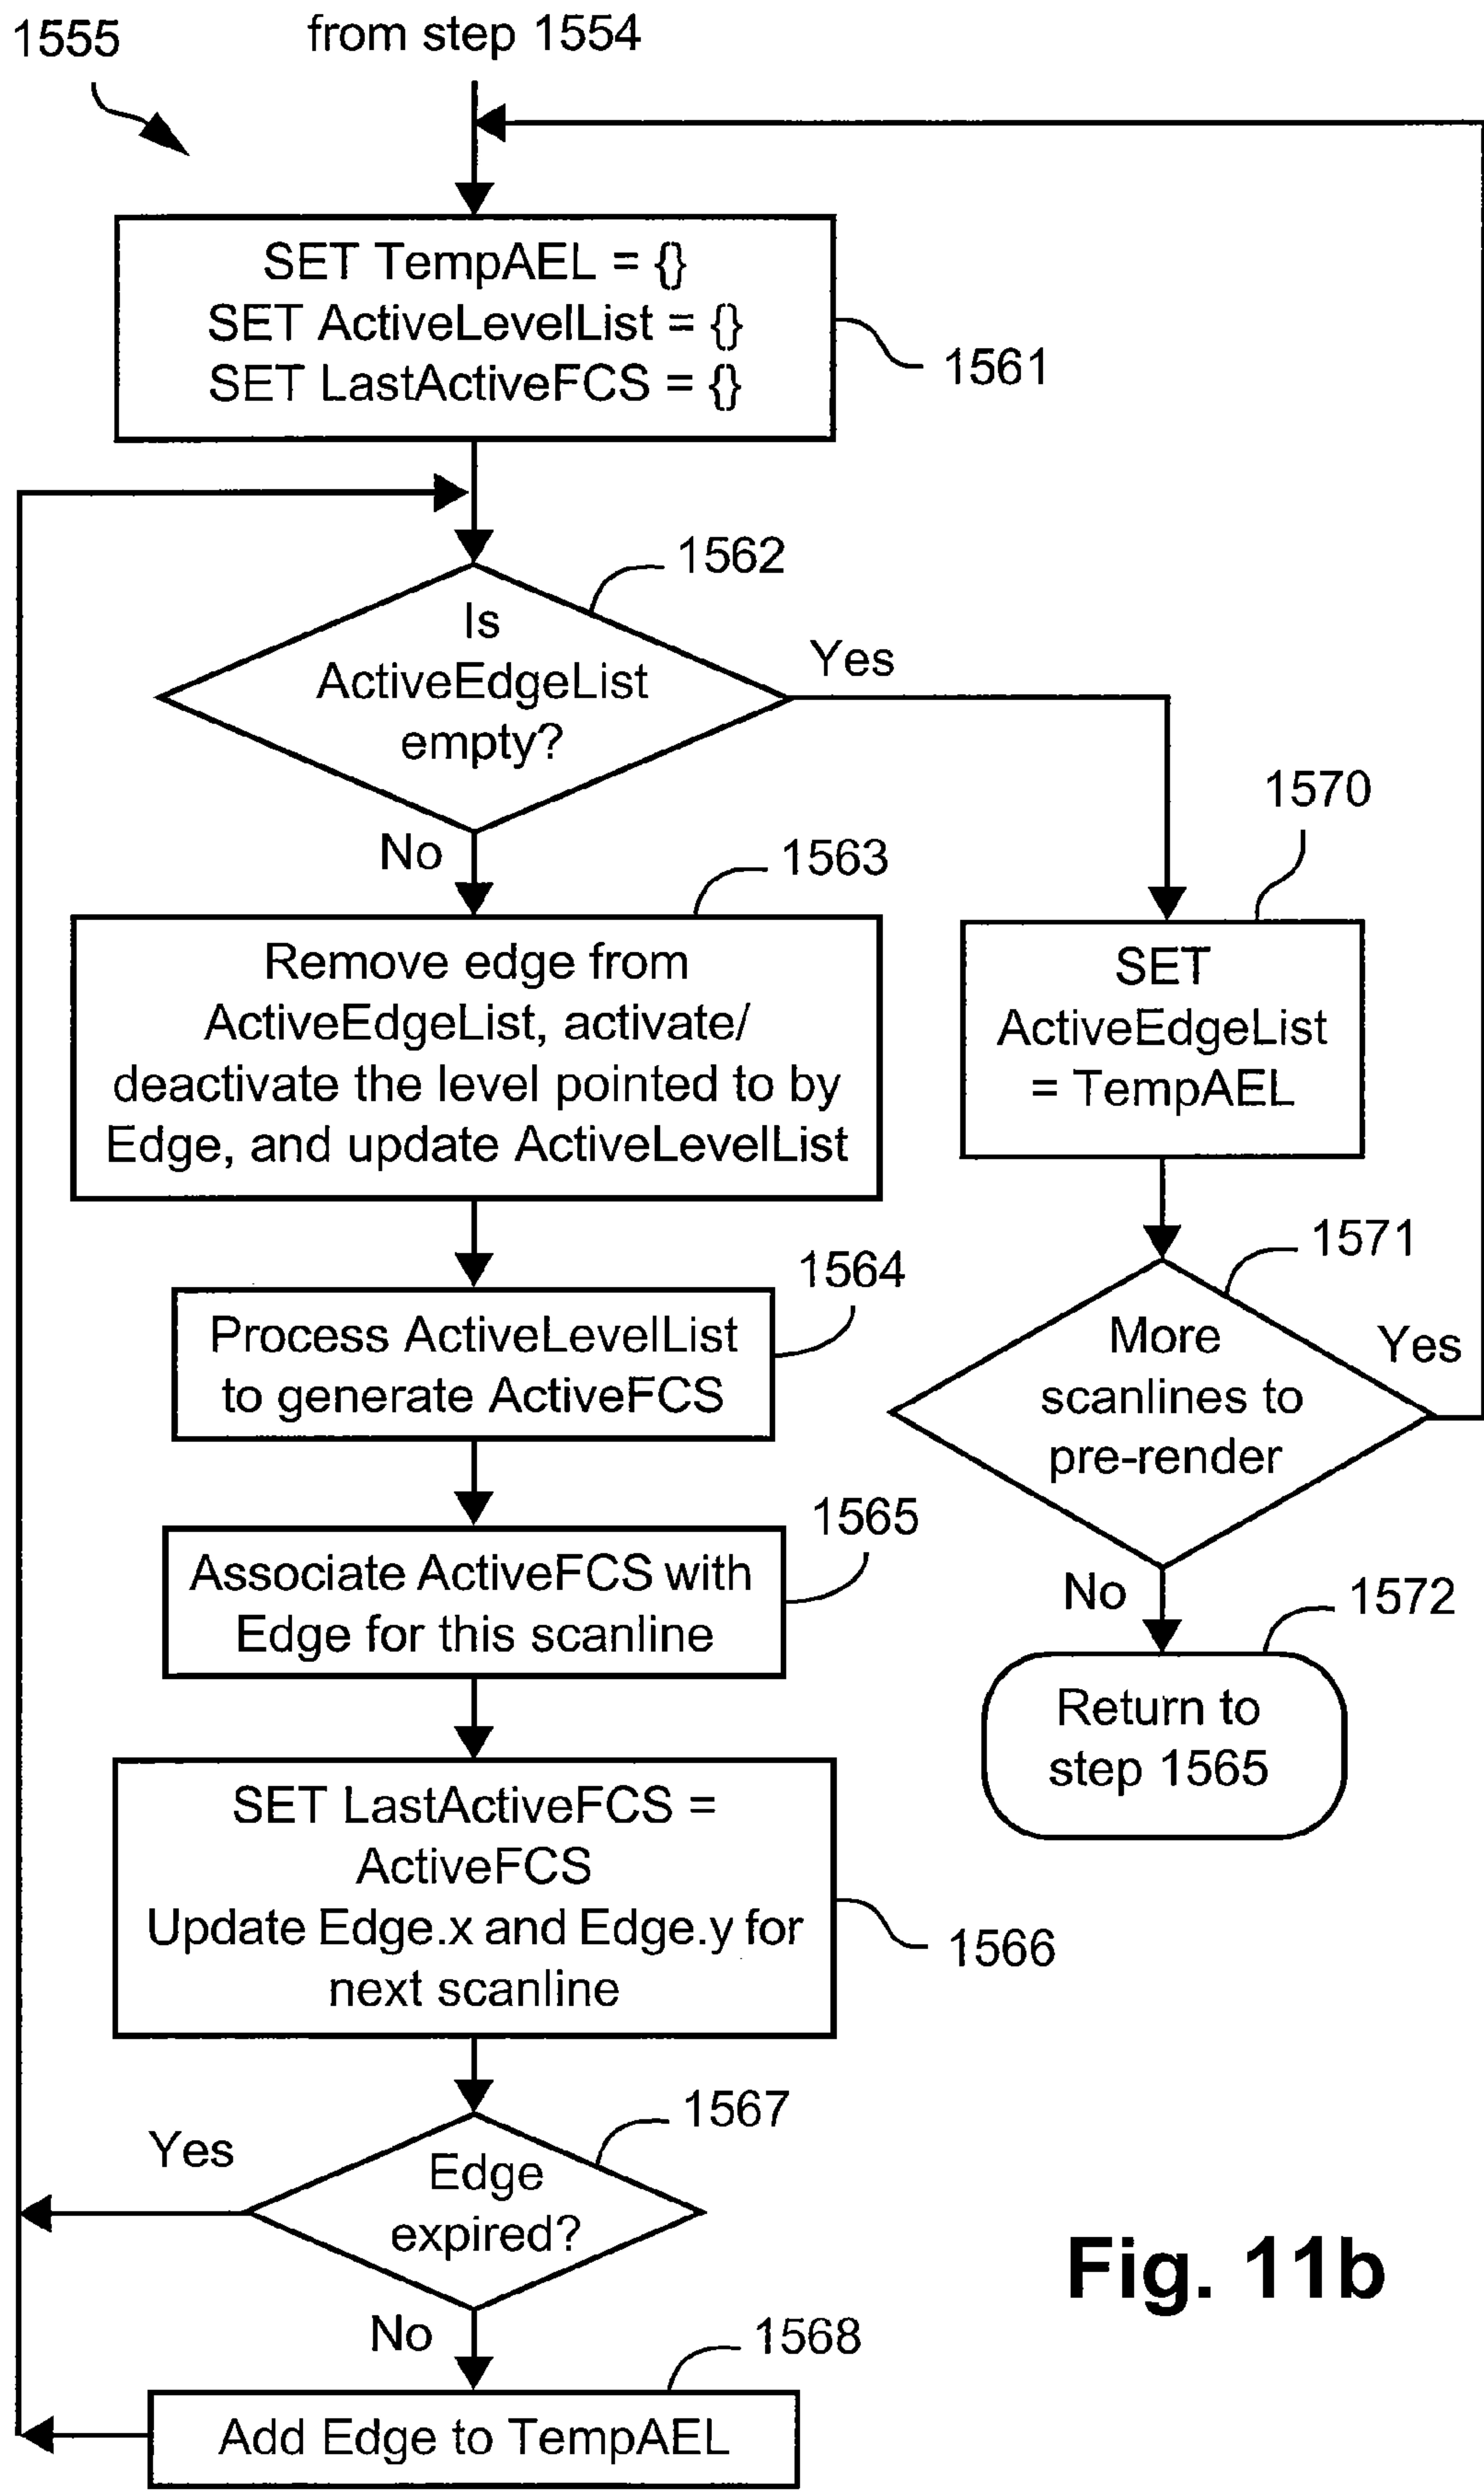 1555
from step 1554
SET TempAEL = {}
SET ActiveLevelList = {}
SET LastActiveFCS = {}
1561
1562
Is
ActiveEdgeList
empty?
Yes
No
1563
Remove edge from
ActiveEdgeList, activate/
deactivate the level pointed to by
Edge, and update ActiveLevelList
1570
SET
ActiveEdgeList
= TempAEL
1564
Process ActiveLevelList
to generate ActiveFCS
1571
More
scanlines to
pre-render
Yes
No
1565
Associate ActiveFCS with
Edge for this scanline
1572
Return to
step 1565
SET LastActiveFCS =
ActiveFCS
Update Edge.x and Edge.y for
next scanline
1566
1567
Edge
expired?
Yes
No
1568
Add Edge to TempAEL
Fig. 11b